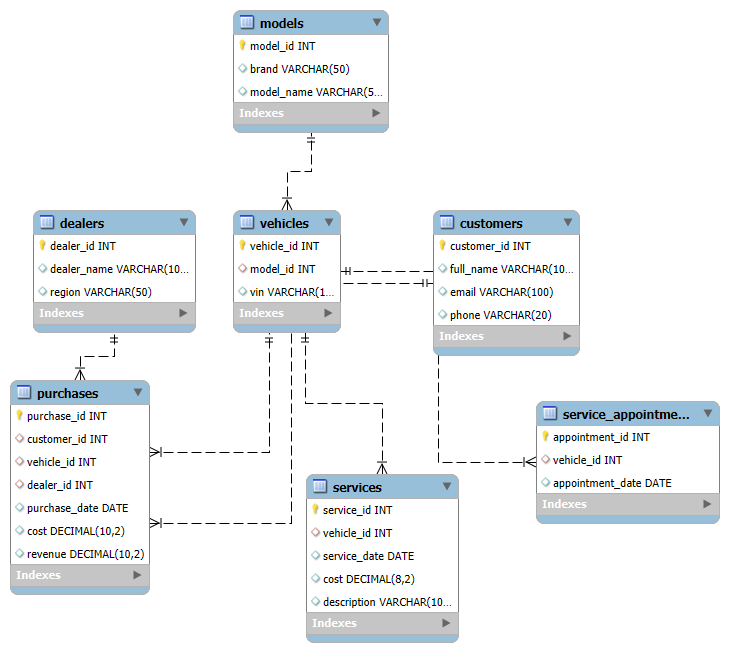 models
model_id INT
brand VARCHAR(50)
model_name VARCHAR(5...
Indexes
dealers
dealer_id INT
dealer_name VARCHAR(10...
region VARCHAR(50)
Indexes
vehicles
vehicle_id INT
model_id INT
vin VARCHAR(1...
Indexes
customers
customer_id INT
full_name VARCHAR(10...
email VARCHAR(100)
phone VARCHAR(20)
Indexes
purchases
purchase_id INT
customer_id INT
vehicle_id INT
dealer_id INT
purchase_date DATE
cost DECIMAL(10,2)
revenue DECIMAL(10,2)
Indexes
services
service_id INT
vehicle_id INT
service_date DATE
cost DECIMAL(8,2)
description VARCHAR(10...
Indexes
service_appointme...
appointment_id INT
vehicle_id INT
appointment_date DATE
Indexes